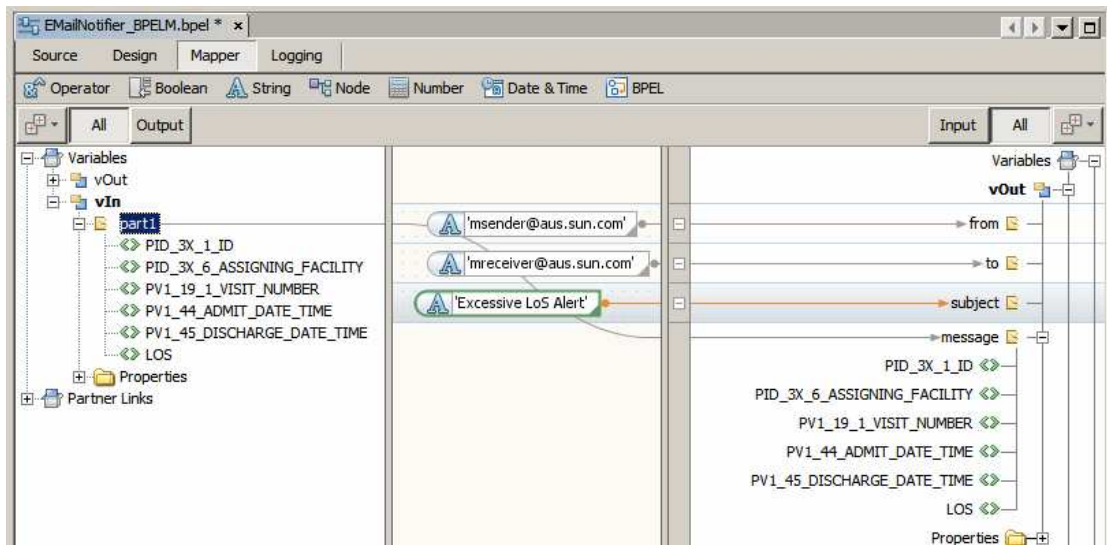 EMailNotifier_BPELM.bpel * x
Source Design Mapper Logging
Operator Boolean String Node Number Date & Time BPEL
All Output Input All
Variables
vOut
vIn
part1
PID_3X_1_ID
PID_3X_6_ASSIGNING_FACILITY
PV1_19_1_VISIT_NUMBER
PV1_44_ADMIT_DATE_TIME
PV1_45_DISCHARGE_DATE_TIME
LOS
Properties
Partner Links
'msender@aus.sun.com'
'mreceiver@aus.sun.com'
'Excessive LoS Alert'
Variables
vOut
from
to
subject
message
PID_3X_1_ID
PID_3X_6_ASSIGNING_FACILITY
PV1_19_1_VISIT_NUMBER
PV1_44_ADMIT_DATE_TIME
PV1_45_DISCHARGE_DATE_TIME
LOS
Properties